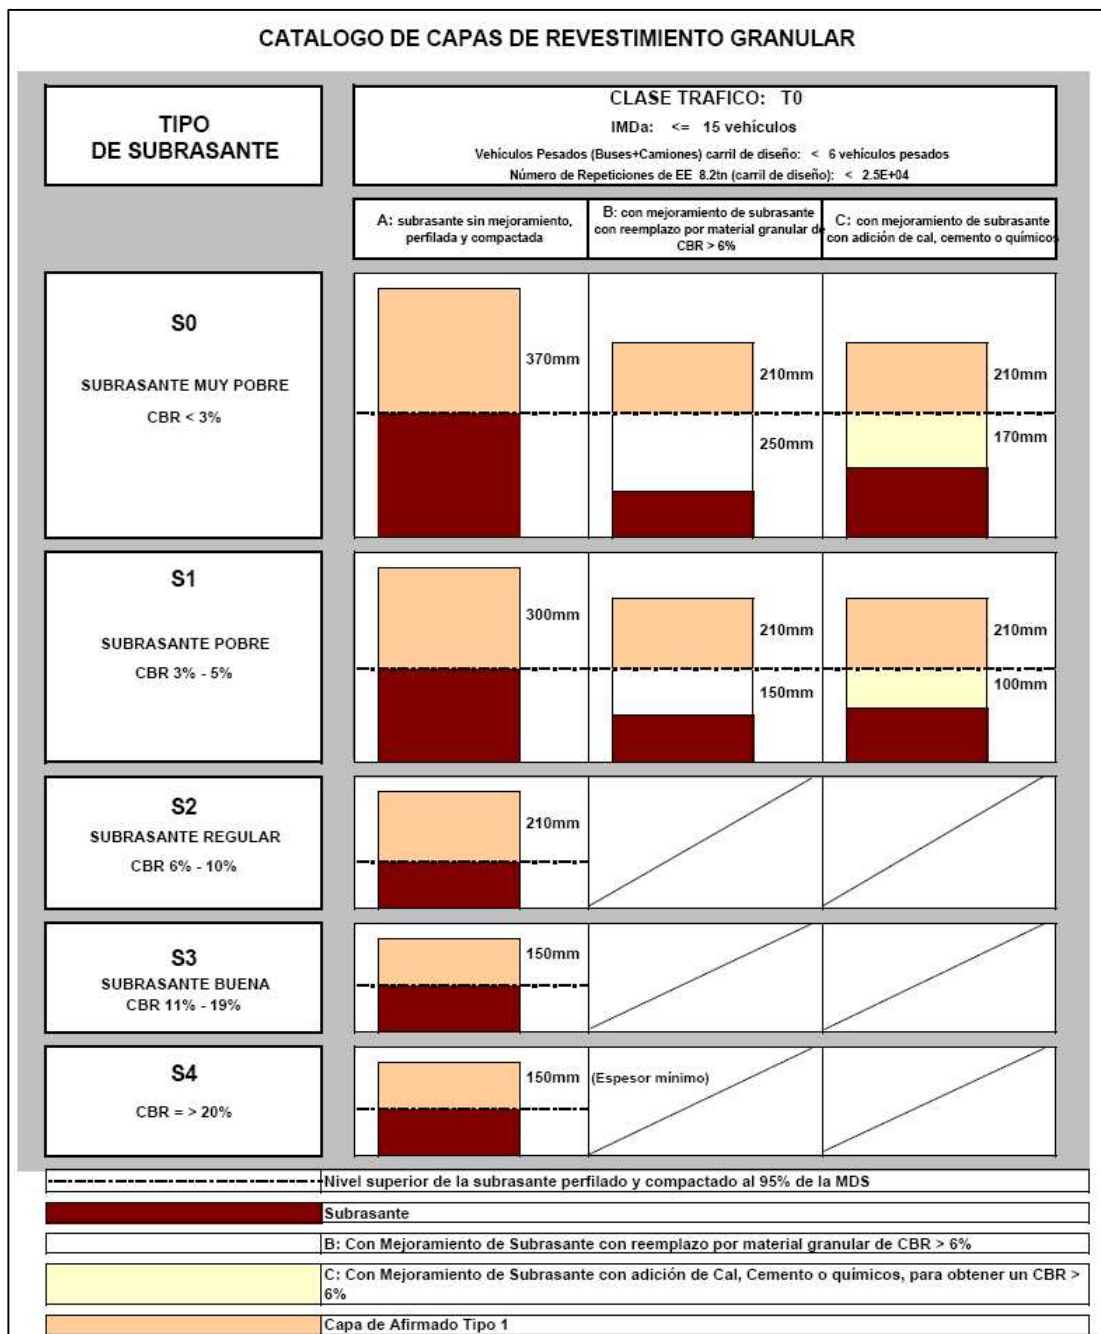 CATALOGO DE CAPAS DE REVESTIMIENTO GRANULAR
TIPO
DE SUBRASANTE
CLASE TRAFICO: T0
IMDa: <= 15 vehículos
Vehículos Pesados (Buses+Camiones) carril de diseño: < 6 vehículos pesados
Número de Repeticiones de EE 8.2tn (carril de diseño): < 2.5E+04
A: subrasante sin mejoramiento,
perfilada y compactada
B: con mejoramiento de subrasante
con reemplazo por material granular de
CBR > 6%
C: con mejoramiento de subrasante
con adición de cal, cemento o químicos
S0
SUBRASANTE MUY POBRE
CBR < 3%
370mm
210mm
250mm
210mm
170mm
S1
SUBRASANTE POBRE
CBR 3% - 5%
300mm
210mm
150mm
210mm
100mm
S2
SUBRASANTE REGULAR
CBR 6% - 10%
210mm
S3
SUBRASANTE BUENA
CBR 11% - 19%
150mm
S4
CBR = > 20%
150mm (Espesor mínimo)
Nivel superior de la subrasante perfilado y compactado al 95% de la MDS
Subrasante
B: Con Mejoramiento de Subrasante con reemplazo por material granular de CBR > 6%
C: Con Mejoramiento de Subrasante con adición de Cal, Cemento o químicos, para obtener un CBR >
6%
Capa de Afirmado Tipo 1